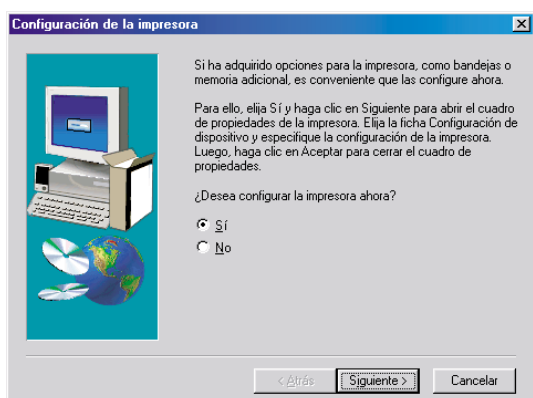 Configuración de la impresora
Si ha adquirido opciones para la impresora, como bandejas o
memoria adicional, es conveniente que las configure ahora.
Para ello, elija Sí y haga clic en Siguiente para abrir el cuadro
de propiedades de la impresora. Elija la ficha Configuración de
dispositivo y especifique la configuración de la impresora.
Luego, haga clic en Aceptar para cerrar el cuadro de
propiedades.
¿Desea configurar la impresora ahora?
Sí
No
< Atrás Siguiente > Cancelar